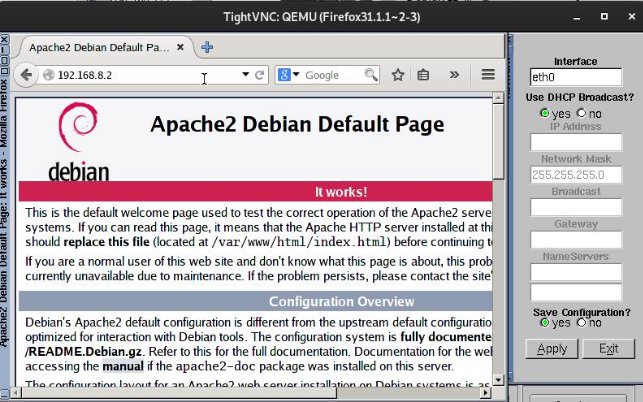 TightVNC: QEMU (Firefox31.1.1~2-3)
Apache2 Debian Default Page: It works - Mozilla Firefox
Apache2 Debian Default Pa...
192.168.8.2
Google
debian
Apache2 Debian Default Page
It works!
This is the default welcome page used to test the correct operation of the Apache2 serve
systems. If you can read this page, it means that the Apache HTTP server installed at thi
should replace this file (located at /var/www/html/index.html) before continuing to
If you are a normal user of this web site and don't know what this page is about, this prob
currently unavailable due to maintenance. If the problem persists, please contact the site'
Configuration Overview
Debian's Apache2 default configuration is different from the upstream default configuratio
optimized for interaction with Debian tools. The configuration system is fully documente
/README.Debian.gz. Refer to this for the full documentation. Documentation for the web
accessing the manual if the apache2-doc package was installed on this server.
The configuration layout for an Apache2 web server installation on Debian systems is as
Interface
eth0
Use DHCP Broadcast?
yes no
IP Address
Network Mask
255.255.255.0
Broadcast
Gateway
NameServers
Save Configuration?
yes no
Apply Exit